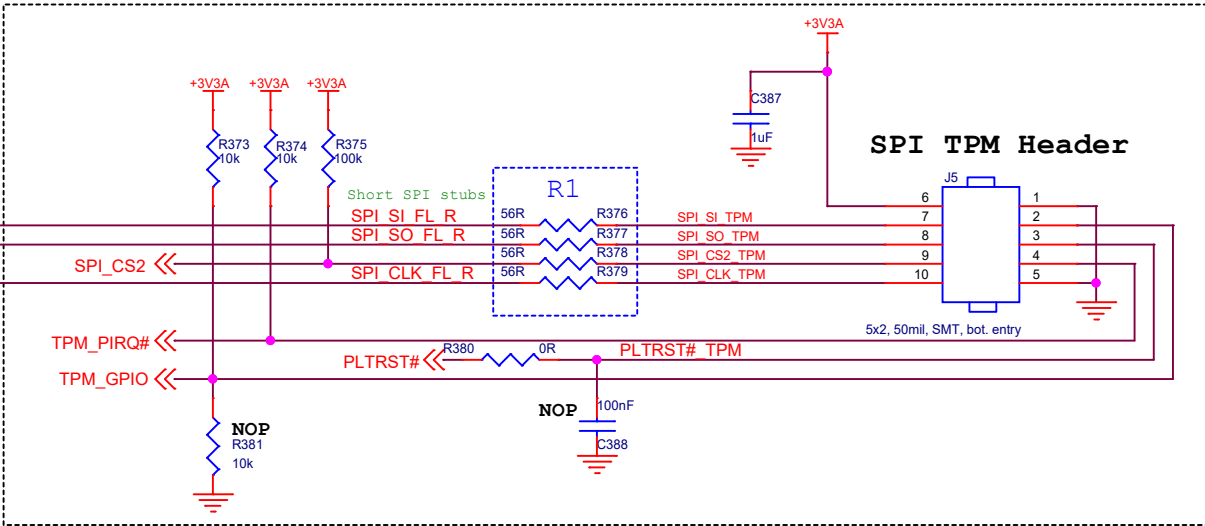 +3V3A
+3V3A
+3V3A
+3V3A
C387
1uF
R373
10k
R374
10k
R375
100k
SPI TPM Header
J5
Short SPI stubs
R1
6
1
SPI_SI_FL_R
56R
R376
SPI_SI_TPM
7
2
SPI_SO_FL_R
56R
R377
SPI_SO_TPM
8
3
SPI_CS2
56R
R378
SPI_CS2_TPM
9
4
SPI_CLK_FL_R
56R
R379
SPI_CLK_TPM
10
5
5x2, 50mil, SMT, bot. entry
TPM_PIRQ#
PLTRST#
R380
0R
PLTRST#_TPM
TPM_GPIO
NOP
R381
10k
NOP
100nF
C388